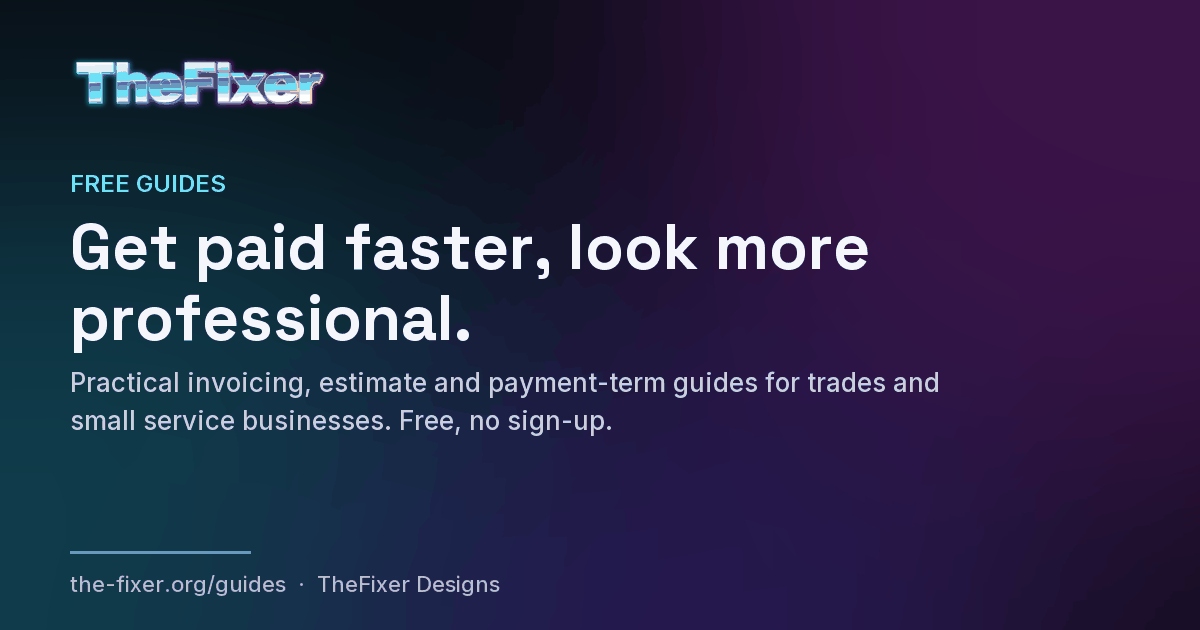 TheFixer
FREE GUIDES
Get paid faster, look more
professional.
Practical invoicing, estimate and payment-term guides for trades and
small service businesses. Free, no sign-up.
the-fixer.org/guides · TheFixer Designs